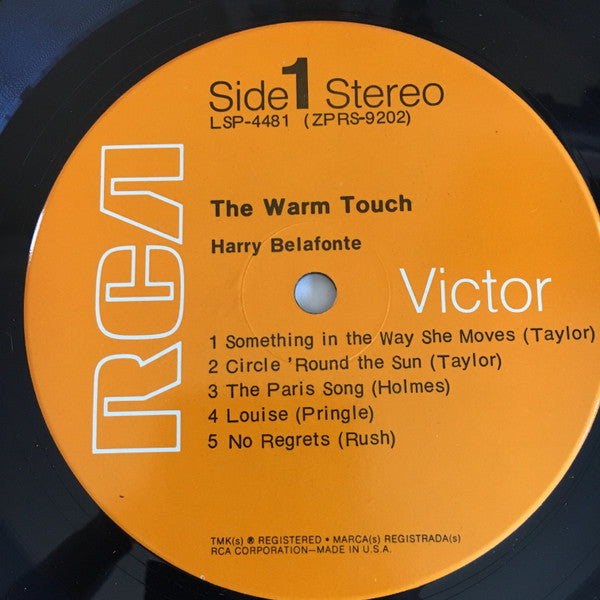 Side 1 Stereo
LSP-4481 (ZPRS-9202)
RCA
The Warm Touch
Harry Belafonte
Victor
1 Something in the Way She Moves (Taylor)
2 Circle 'Round the Sun (Taylor)
3 The Paris Song (Holmes)
4 Louise (Pringle)
5 No Regrets (Rush)
TMK(s) ® REGISTERED • MARCA(s) REGISTRADA(s)
RCA CORPORATION—MADE IN U.S.A.